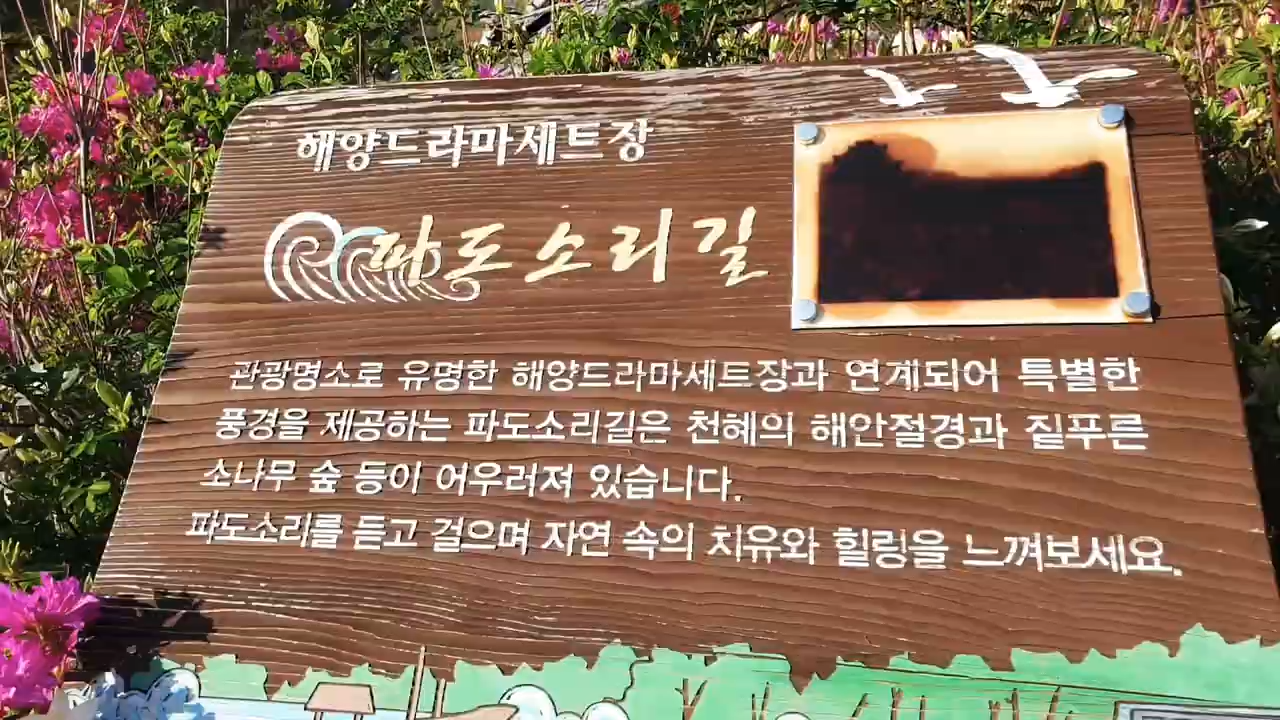 해양드라마세트장
파도소리길
관광명소로 유명한 해양드라마세트장과 연계되어 특별한
풍경을 제공하는 파도소리길은 천혜의 해안절경과 짙푸른
소나무 숲 등이 어우러져 있습니다.
파도소리를 듣고 걸으며 자연 속의 치유와 힐링을 느껴보세요.